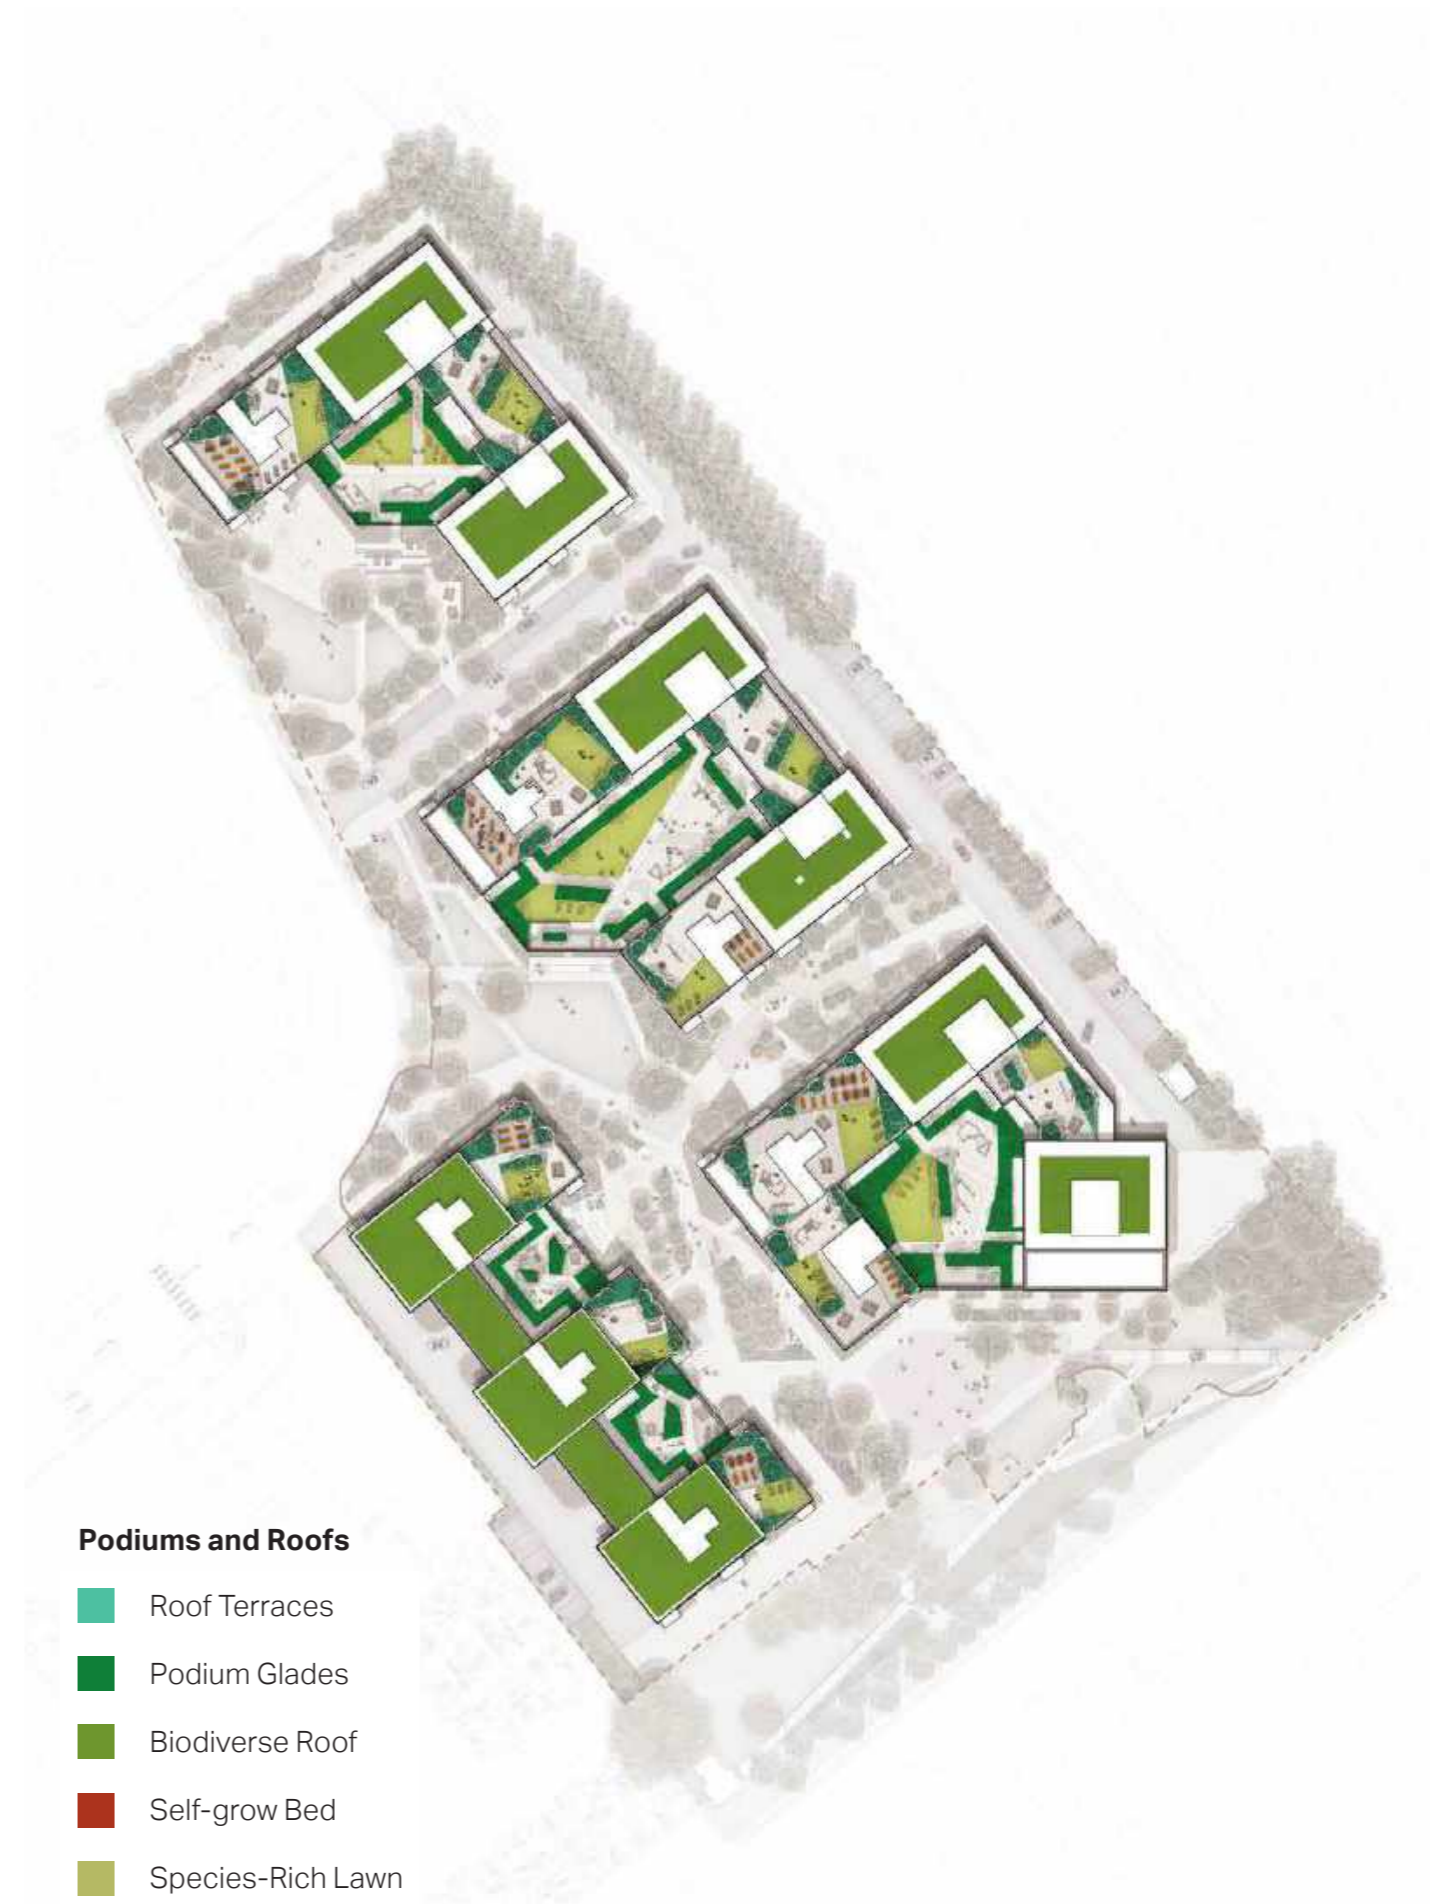 Podiums and Roofs
Roof Terraces
Podium Glades
Biodiverse Roof
Self-grow Bed
Species-Rich Lawn